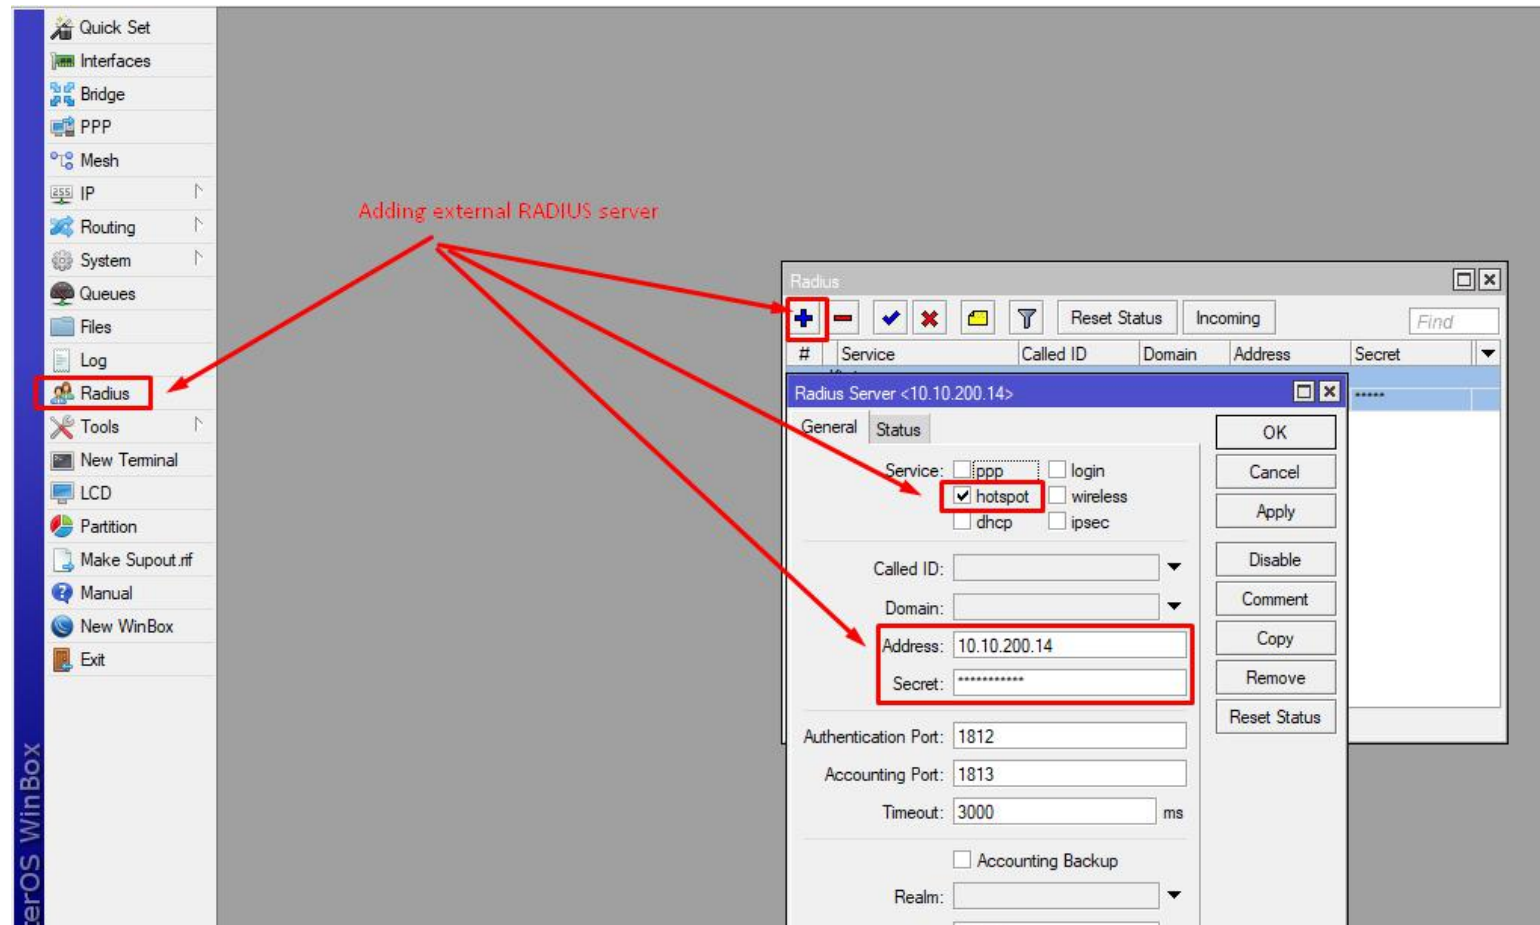 Quick Set
Interfaces
Bridge
PPP
Mesh
IP
Routing
System
Queues
Files
Log
Radius
Tools
New Terminal
LCD
Partition
Make Supout.rif
Manual
New WinBox
Exit
terOS WinBox
Adding external RADIUS server
Radius
Reset Status Incoming Find
# Service Called ID Domain Address Secret
*****
Radius Server <10.10.200.14>
General Status
Service: ppp login
hotspot wireless
dhcp ipsec
Called ID:
Domain:
Address: 10.10.200.14
Secret: ***********
Authentication Port: 1812
Accounting Port: 1813
Timeout: 3000 ms
Accounting Backup
Realm:
OK
Cancel
Apply
Disable
Comment
Copy
Remove
Reset Status